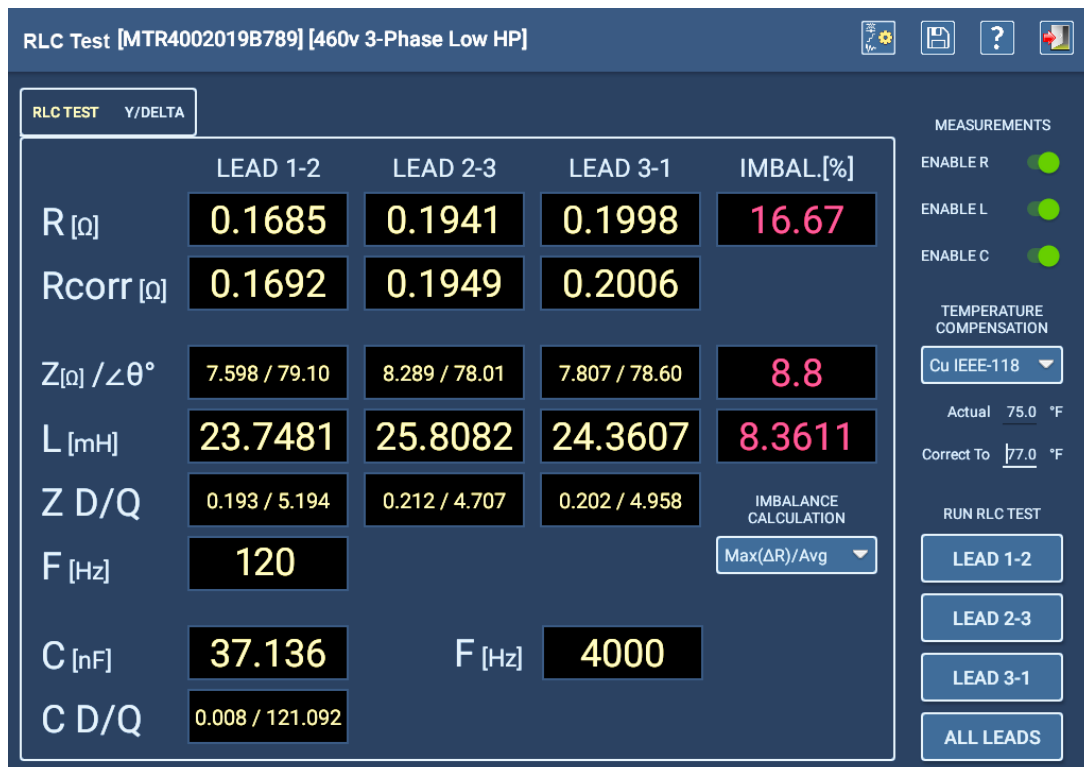 RLC Test [MTR4002019B789] [460v 3-Phase Low HP]
?
RLC TEST Y/DELTA
MEASUREMENTS
LEAD 1-2 LEAD 2-3 LEAD 3-1 IMBAL.[%]
ENABLE R
R [Ω] 0.1685 0.1941 0.1998 16.67
ENABLE L
ENABLE C
Rcorr [Ω] 0.1692 0.1949 0.2006
TEMPERATURE
COMPENSATION
Z[Ω] /∠θ° 7.598 / 79.10 8.289 / 78.01 7.807 / 78.60 8.8
Cu IEEE-118
Actual 75.0 °F
L [mH] 23.7481 25.8082 24.3607 8.3611
Correct To 77.0 °F
Z D/Q 0.193 / 5.194 0.212 / 4.707 0.202 / 4.958
IMBALANCE
CALCULATION
RUN RLC TEST
F [Hz] 120
Max(ΔR)/Avg
LEAD 1-2
LEAD 2-3
C [nF] 37.136 F [Hz] 4000
LEAD 3-1
C D/Q 0.008 / 121.092
ALL LEADS